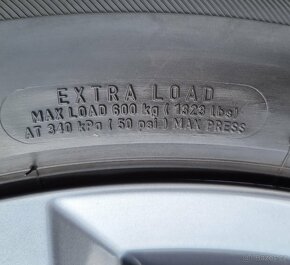 EXTRA LOAD
MAX LOAD 600 kg (1323 lbs)
AT 340 kPa (50 psi) MAX PRESS